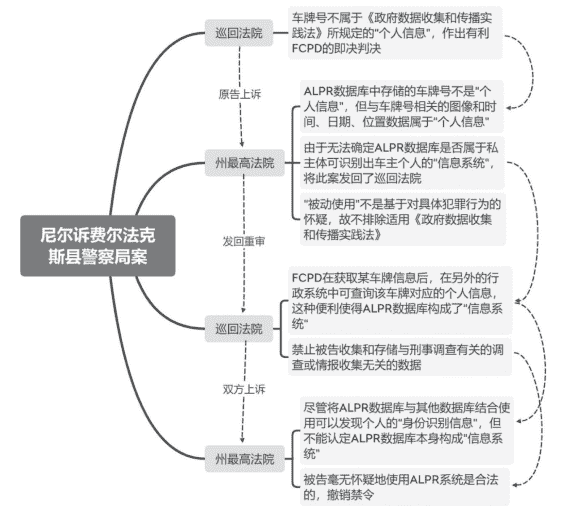 巡回法院
车牌号不属于《政府数据收集和传播实
践法》所规定的"个人信息"，作出有利
FCPD的即决判决
原告上诉
州最高法院
ALPR数据库中存储的车牌号不是"个
人信息"，但与车牌号相关的图像和时
间、日期、位置数据属于"个人信息"
由于无法确定ALPR数据库是否属于私
主体可识别出车主个人的"信息系统"，
将此案发回了巡回法院
"被动使用"不是基于对具体犯罪行为的
怀疑，故不排除适用《政府数据收集
和传播实践法》
尼尔诉费尔法克
斯县警察局案
发回重审
巡回法院
FCPD在获取某车牌信息后，在另外的行
政系统中可查询该车牌对应的个人信息，
这种便利使得ALPR数据库构成了"信息
系统"
禁止被告收集和存储与刑事调查有关的调
查或情报收集无关的数据
双方上诉
州最高法院
尽管将ALPR数据库与其他数据库结合使
用可以发现个人的"身份识别信息"，但
不能认定ALPR数据库本身构成"信息系
统"
被告毫无怀疑地使用ALPR系统是合法
的，撤销禁令